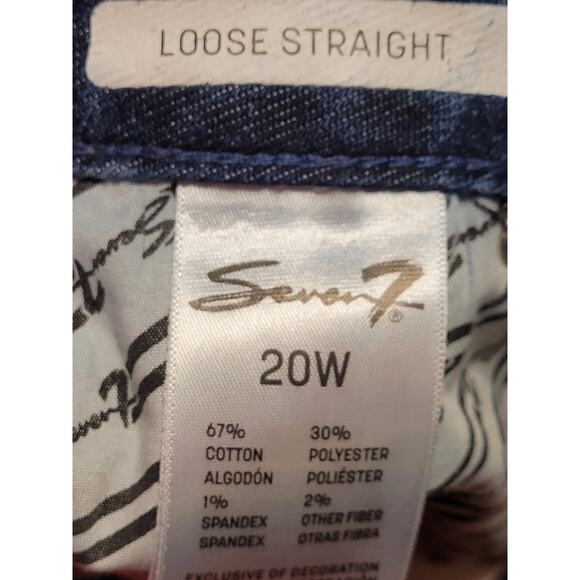 LOOSE STRAIGHT
Seven7®
20W
67% 30%
COTTON POLYESTER
ALGODÓN POLIÉSTER
1% 2%
SPANDEX OTHER FIBER
SPANDEX OTRAS FIBRA
EXCLUSIVE OF DECORATION